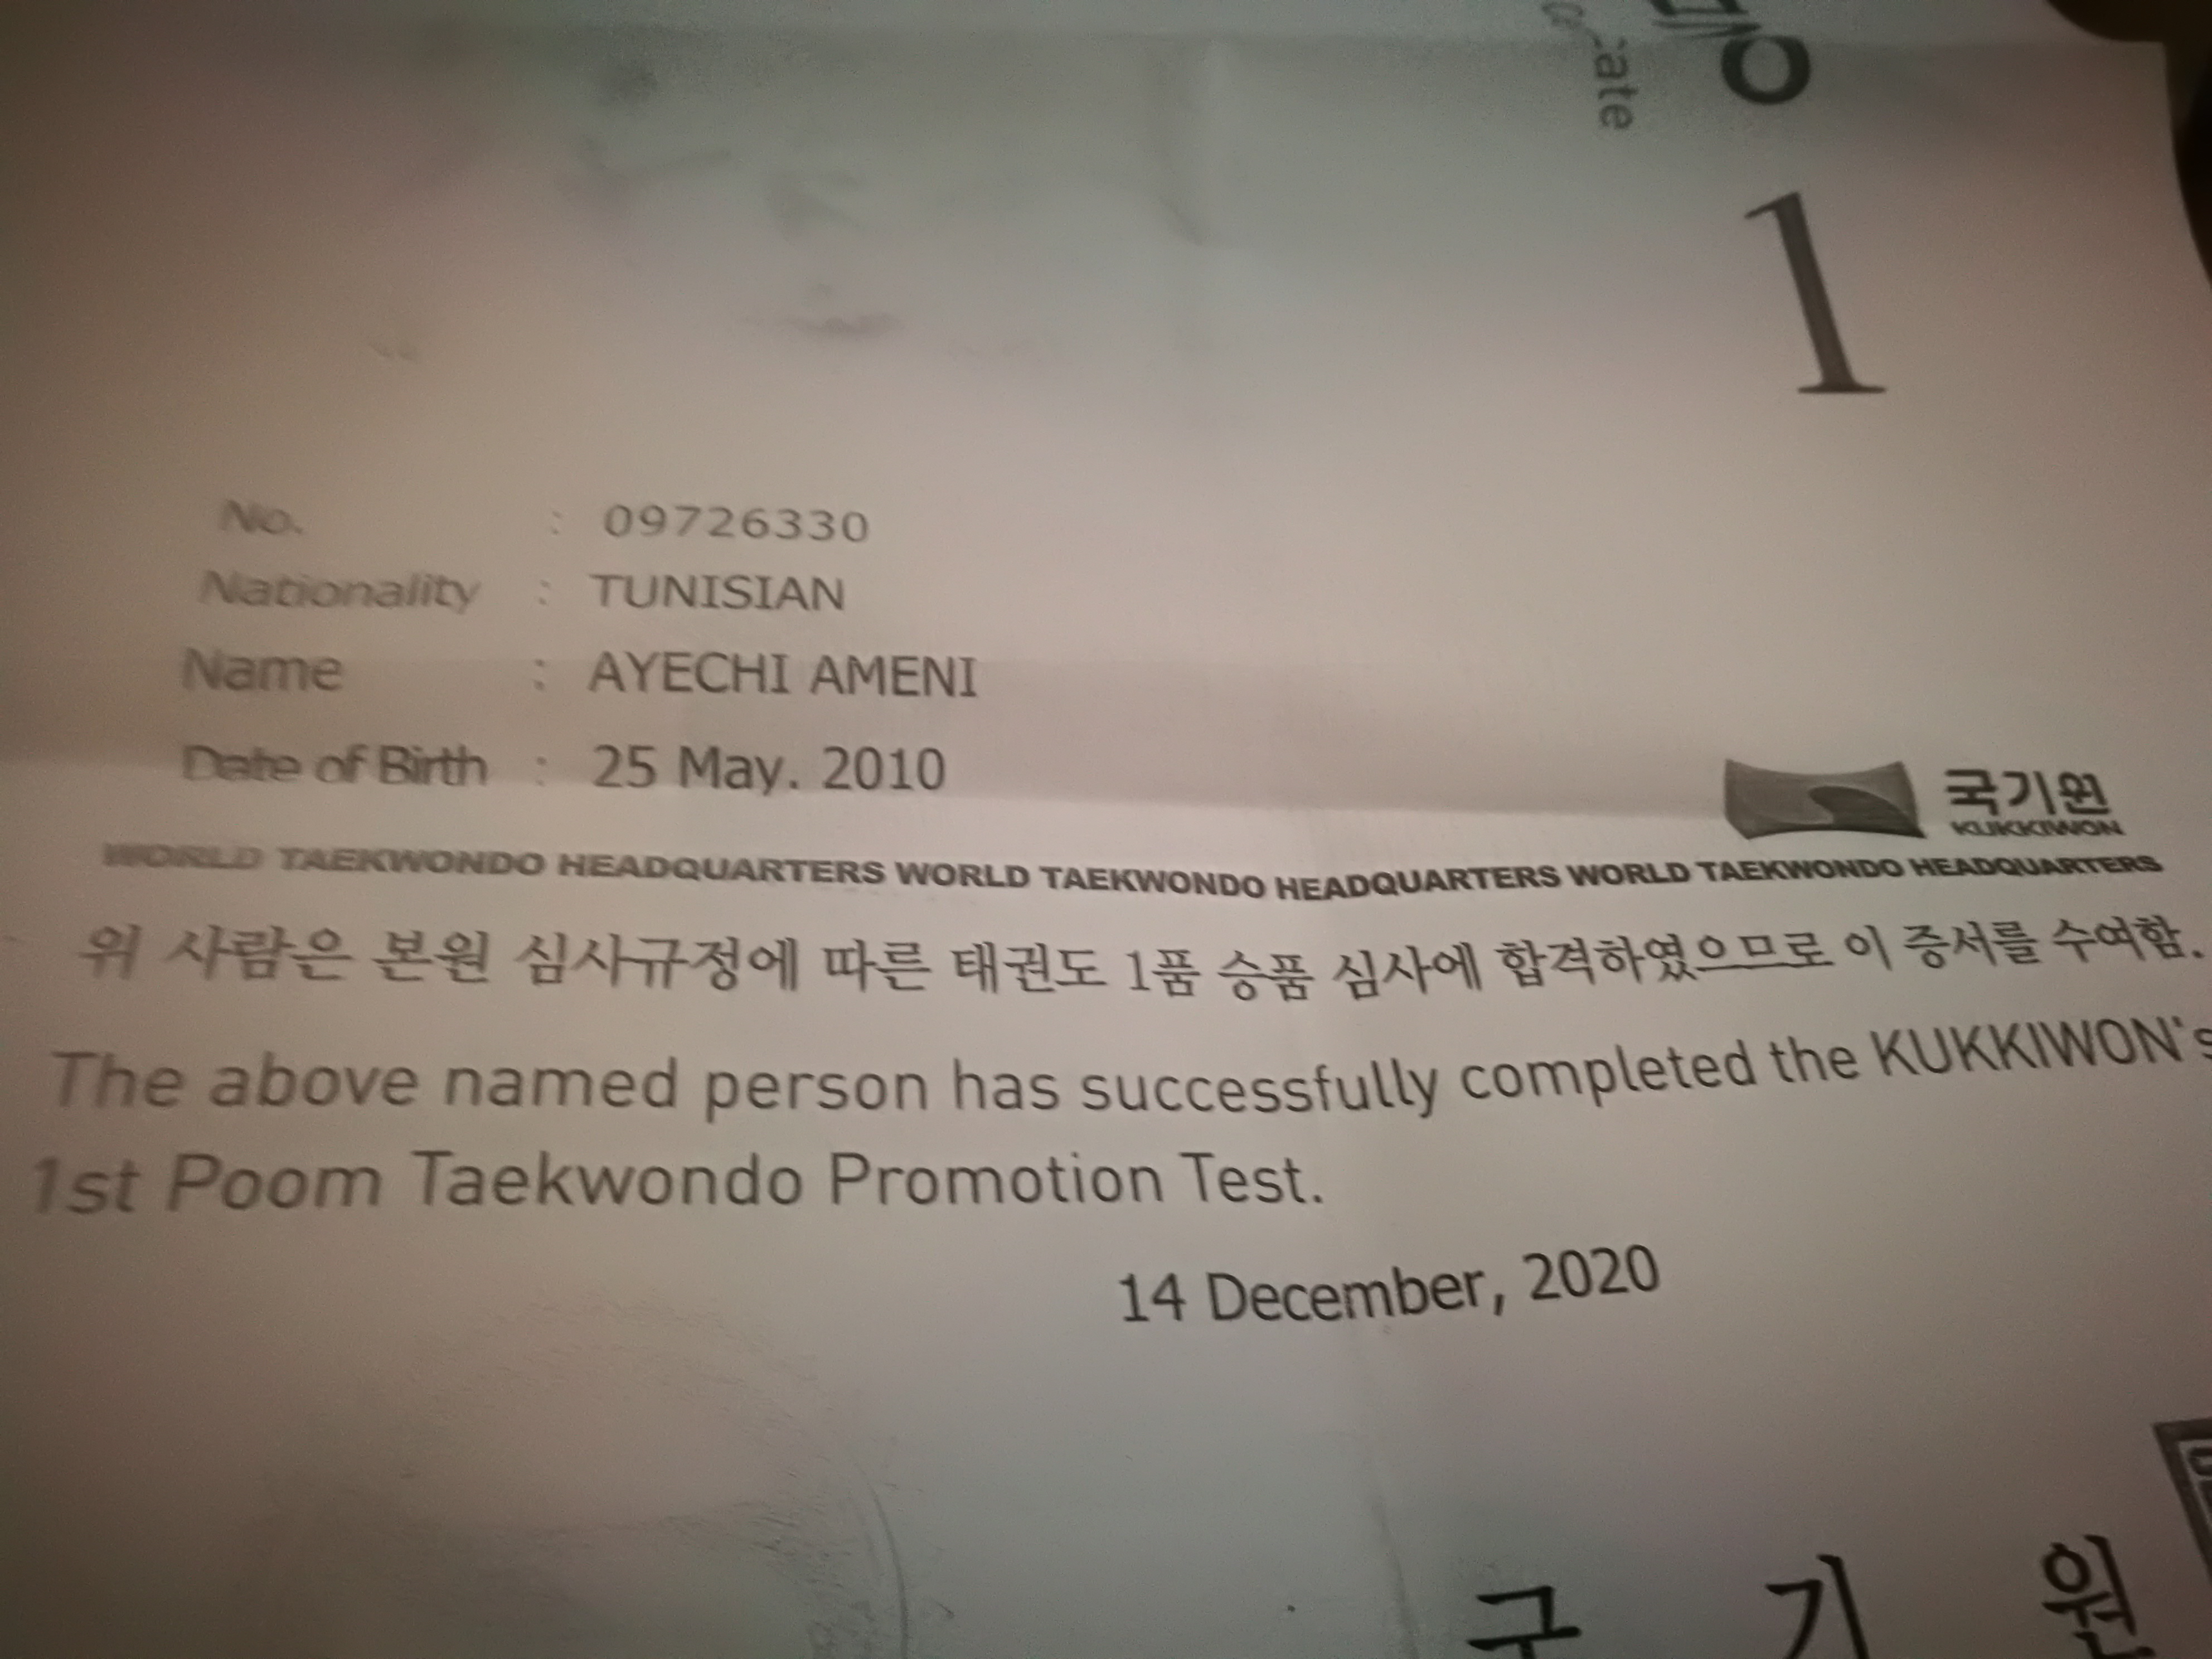 1
No. : 09726330
Nationality : TUNISIAN
Name : AYECHI AMENI
Date of Birth : 25 May. 2010
국기원
KUKKIWON
WORLD TAEKWONDO HEADQUARTERS WORLD TAEKWONDO HEADQUARTERS WORLD TAEKWONDO HEADQUARTERS
위 사람은 본원 심사규정에 따른 태권도 1품 승품 심사에 합격하였으므로 이 증서를 수여함.
The above named person has successfully completed the KUKKIWON's
1st Poom Taekwondo Promotion Test.
14 December, 2020
국 기 원